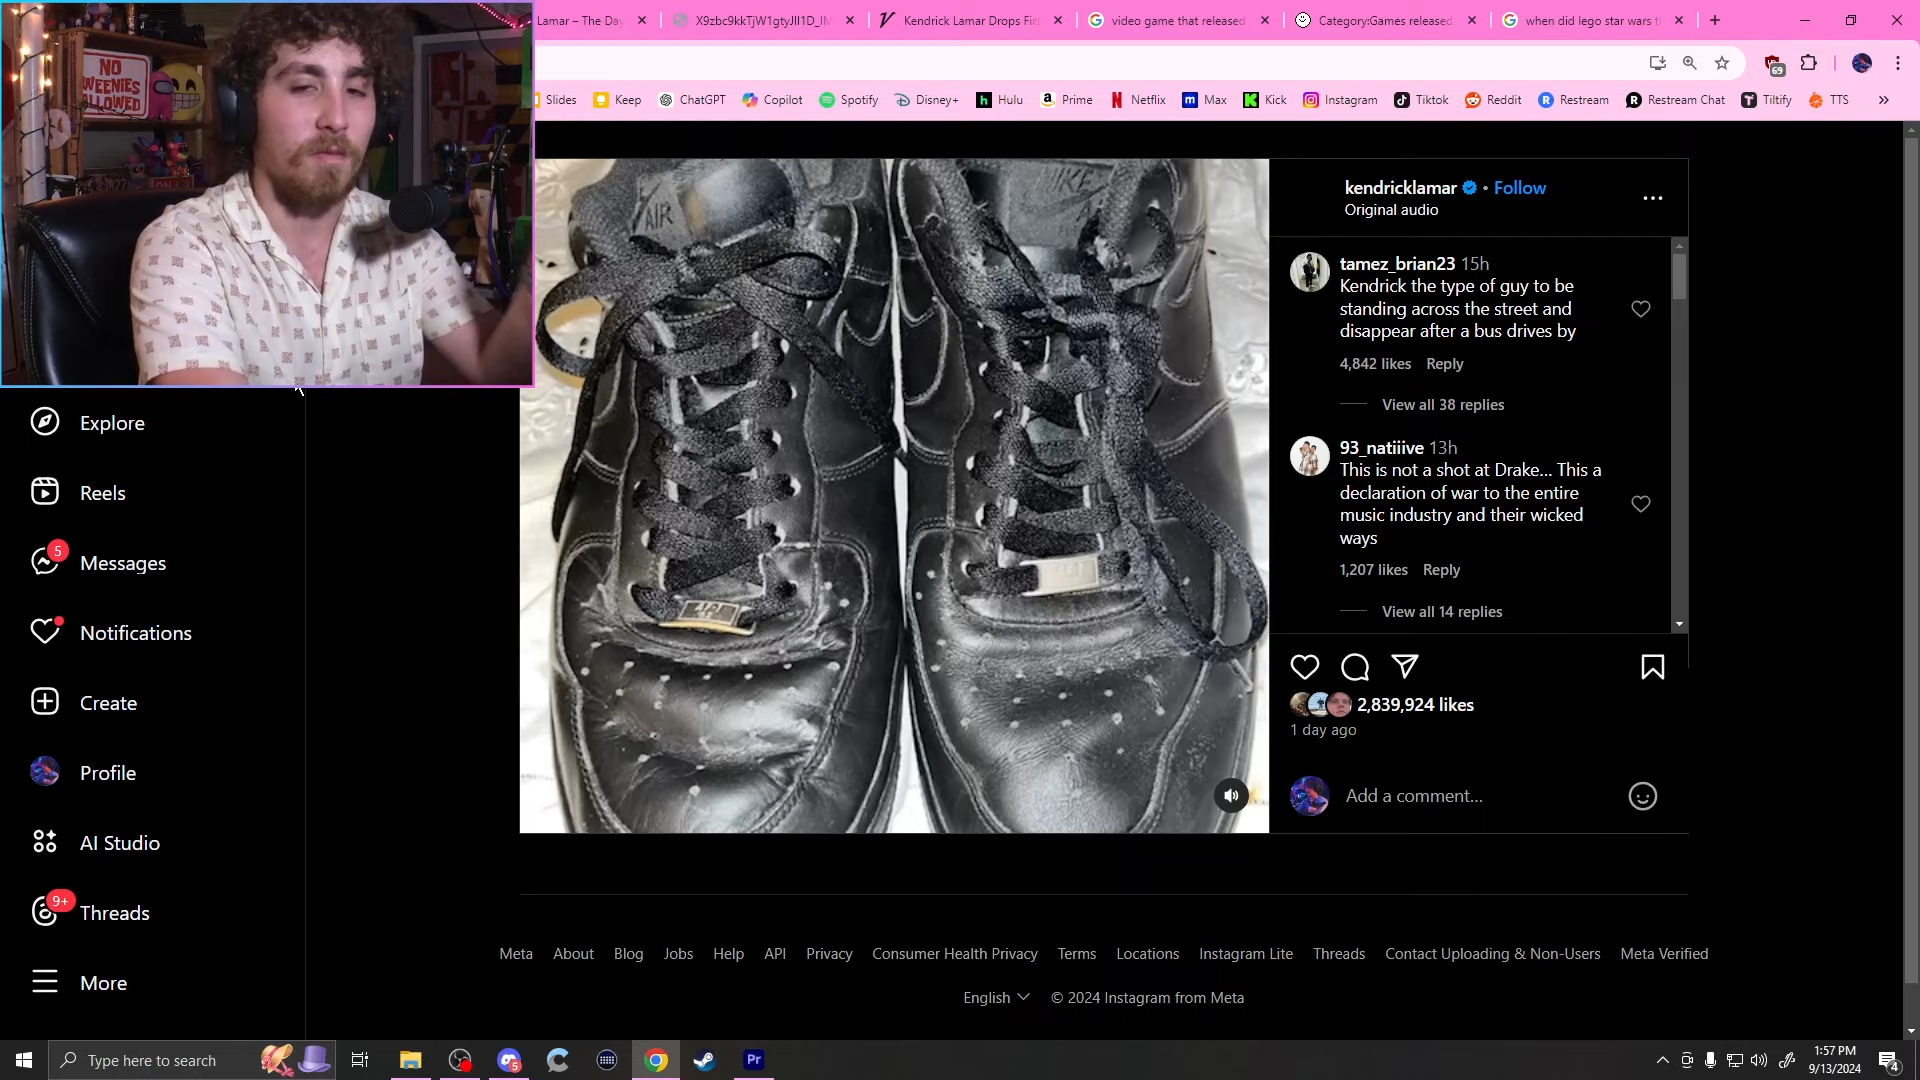 NO
WEENIES
ALLOWED
Lamar – The Day
X9zbc9kkTjW1gtyJII1D_IM
Kendrick Lamar Drops Firs
video game that released
Category:Games released
when did lego star wars t
69
Slides
Keep
ChatGPT
Copilot
Spotify
Disney+
Hulu
Prime
Netflix
Max
Kick
Instagram
Tiktok
Reddit
Restream
Restream Chat
Tiltify
TTS
AIR
NIKE
kendricklamar • Follow
Original audio
tamez_brian23 15h
Kendrick the type of guy to be
standing across the street and
disappear after a bus drives by
4,842 likes Reply
View all 38 replies
93_natiiive 13h
This is not a shot at Drake... This a
declaration of war to the entire
music industry and their wicked
ways
1,207 likes Reply
View all 14 replies
2,839,924 likes
1 day ago
Add a comment...
Explore
Reels
5
Messages
Notifications
Create
Profile
AI Studio
9+
Threads
More
Meta About Blog Jobs Help API Privacy Consumer Health Privacy Terms Locations Instagram Lite Threads Contact Uploading & Non-Users Meta Verified
English © 2024 Instagram from Meta
Type here to search
5
Pr
1:57 PM
9/13/2024
4